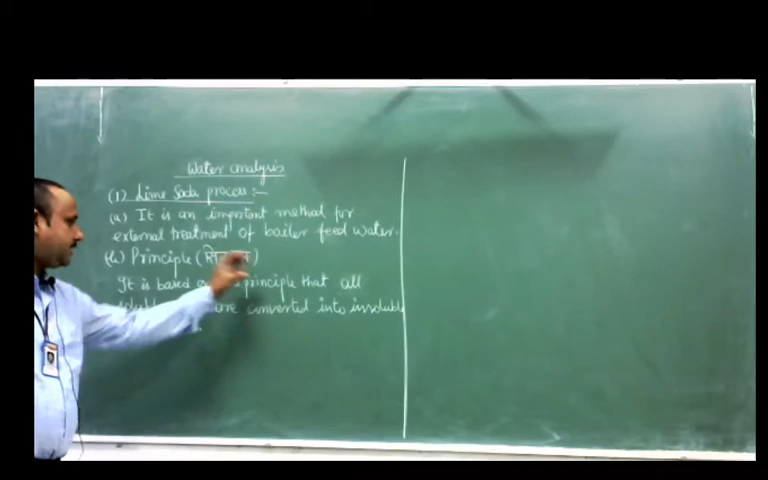 Water analysis
(1) Lime Soda process:-
(a) It is an important method for
external treatment of boiler feed water.
(b) Principle (
It is based on principle that all
are converted into insoluble